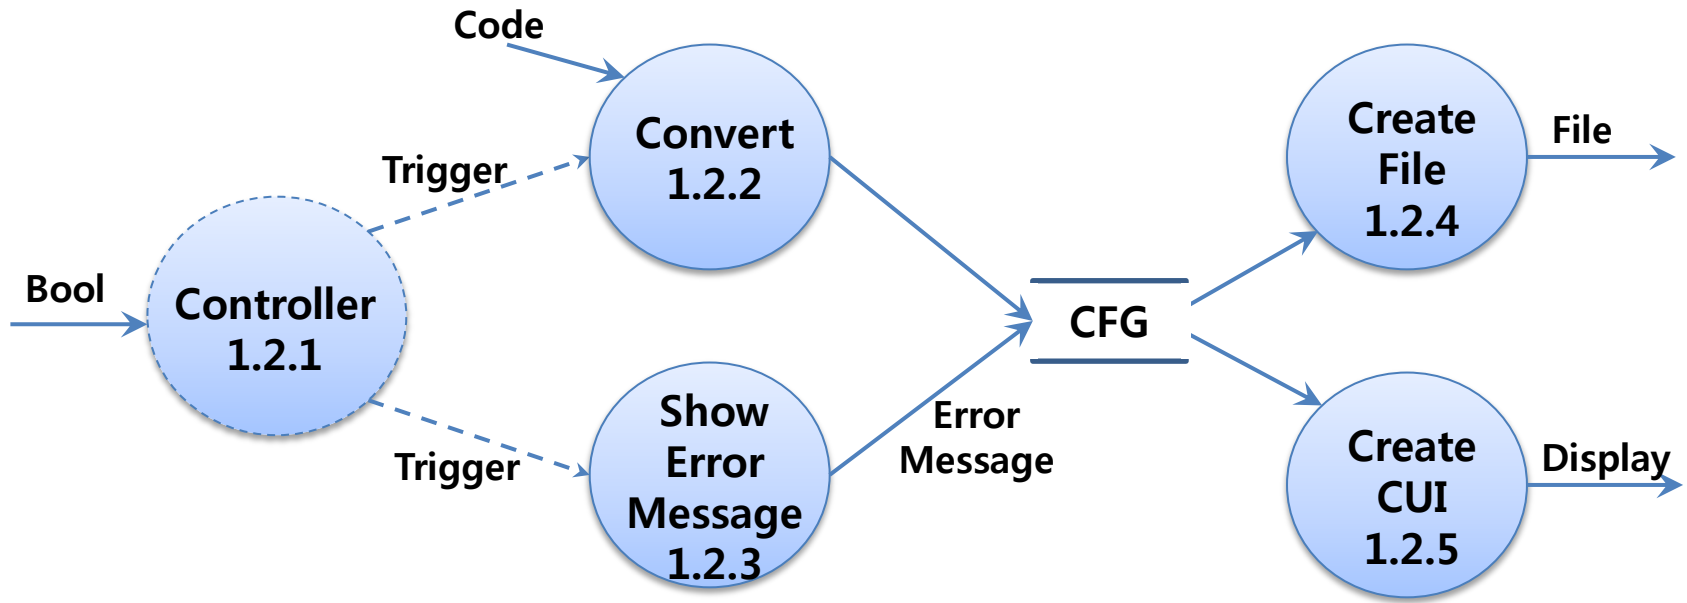 Code
Convert
1.2.2
Trigger
Bool
Controller
1.2.1
Trigger
Show
Error
Message
1.2.3
Error
Message
CFG
Create
File
1.2.4
File
Create
CUI
1.2.5
Display